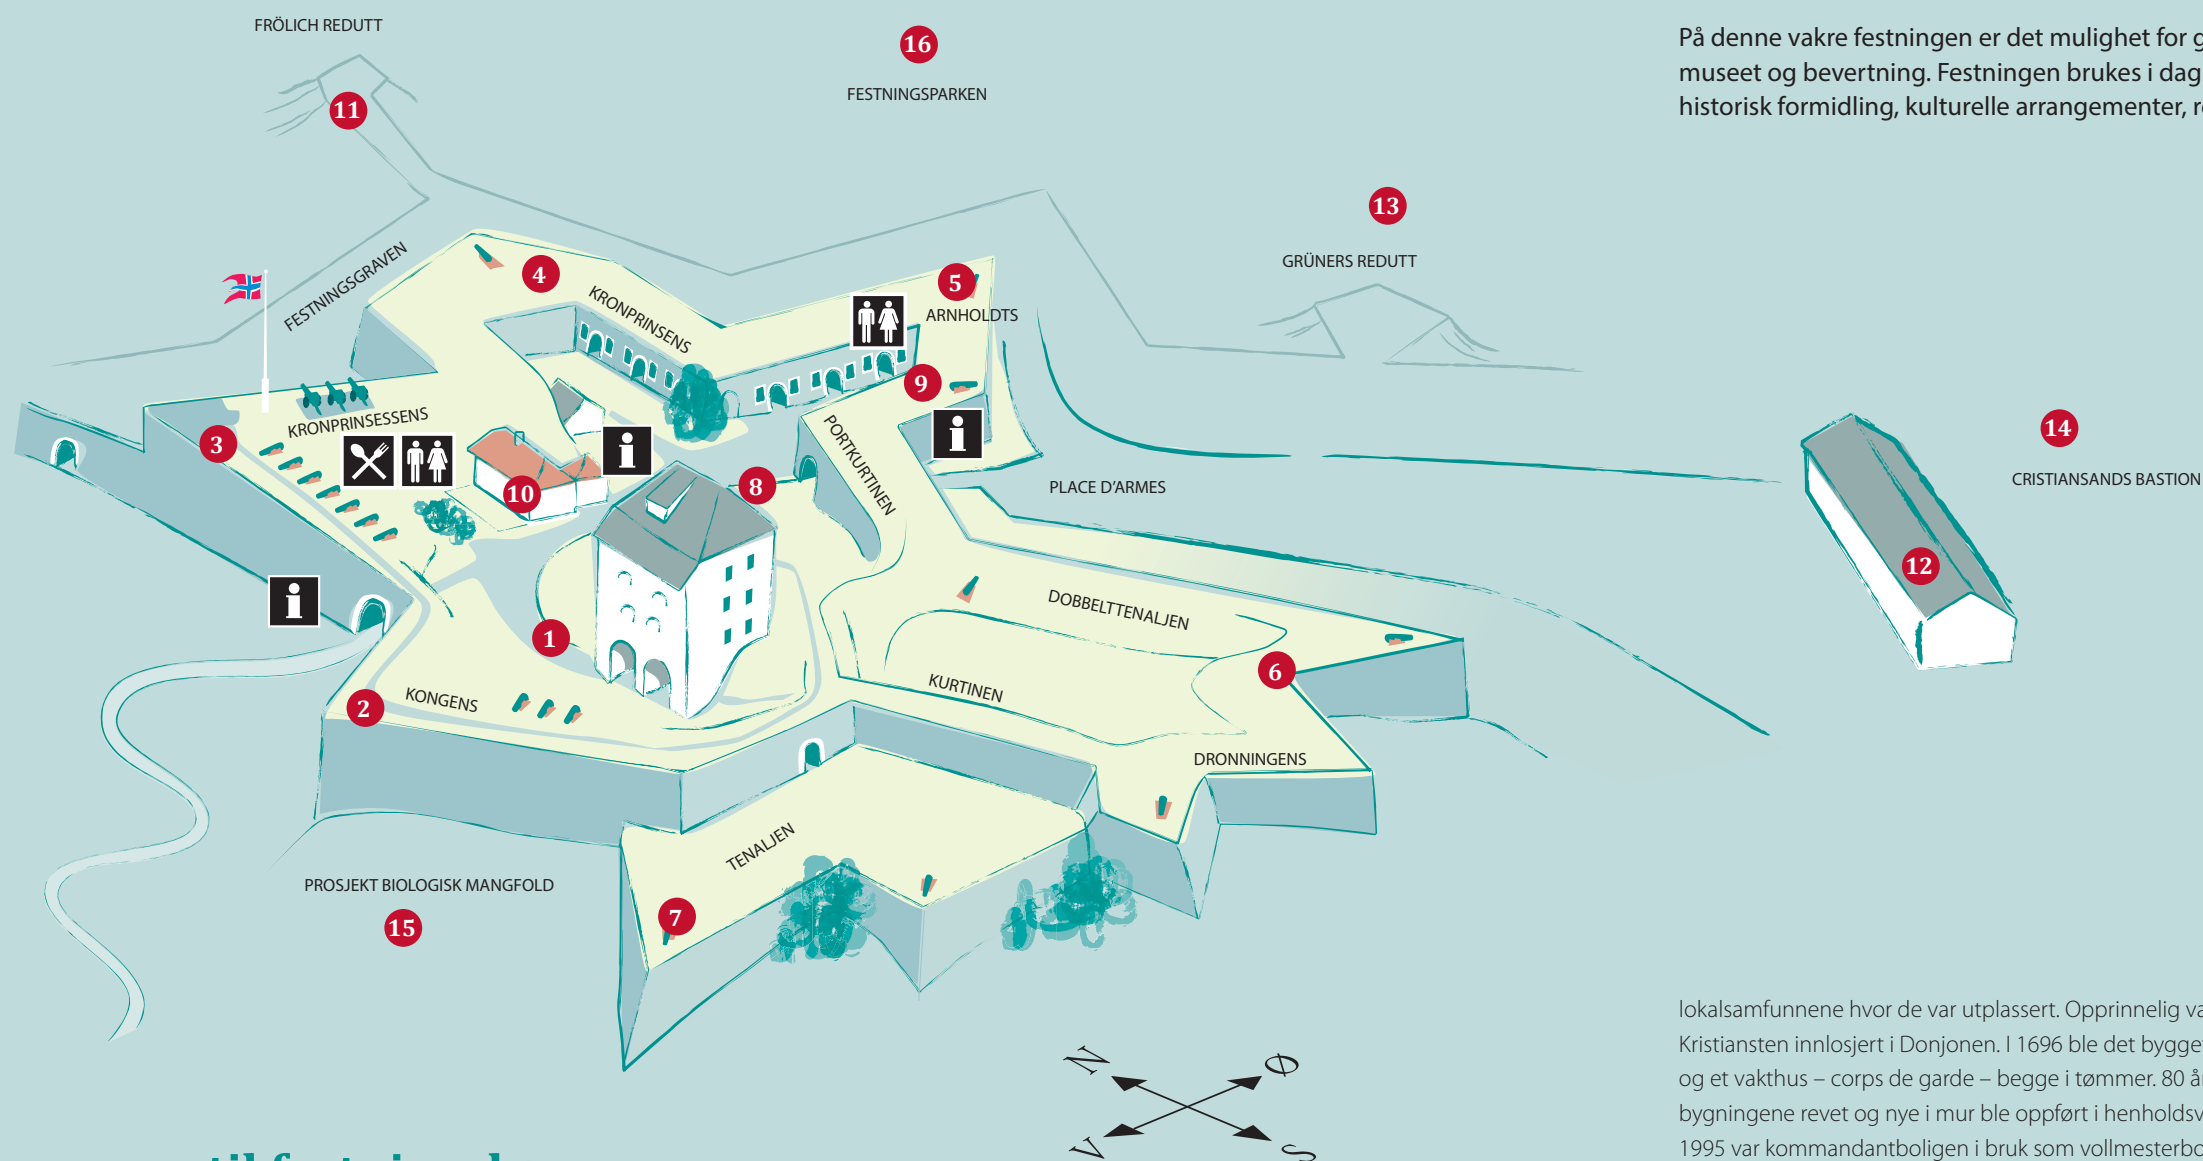 FRÖLICH REDUTT
11
16
FESTNINGSPARKEN
På denne vakre festningen er det mulighet for
museet og bevertning. Festningen brukes i dag
historisk formidling, kulturelle arrangementer,
13
GRÜNERS REDUTT
FESTNINGSGRAVEN
4
KRONPRINSENS
5
ARNHOLDTS
9
3
KRONPRINSESSENS
i
i
PORTKURTINEN
10
8
PLACE D'ARMES
14
CRISTIANSANDS BASTION
12
i
1
DOBBELTTENALJEN
6
2
KONGENS
KURTINEN
DRONNINGENS
TENALJEN
PROSJEKT BIOLOGISK MANGFOLD
15
7
N
Ø
V
S
lokalsamfunnene hvor de var utplassert. Opprinnelig
Kristiansten innlosjert i Donjonen. I 1696 ble det
og et vakthus – corps de garde – begge i tømmer. 80
bygningene revet og nye i mur ble oppført i
1995 var kommandantboligen i bruk som